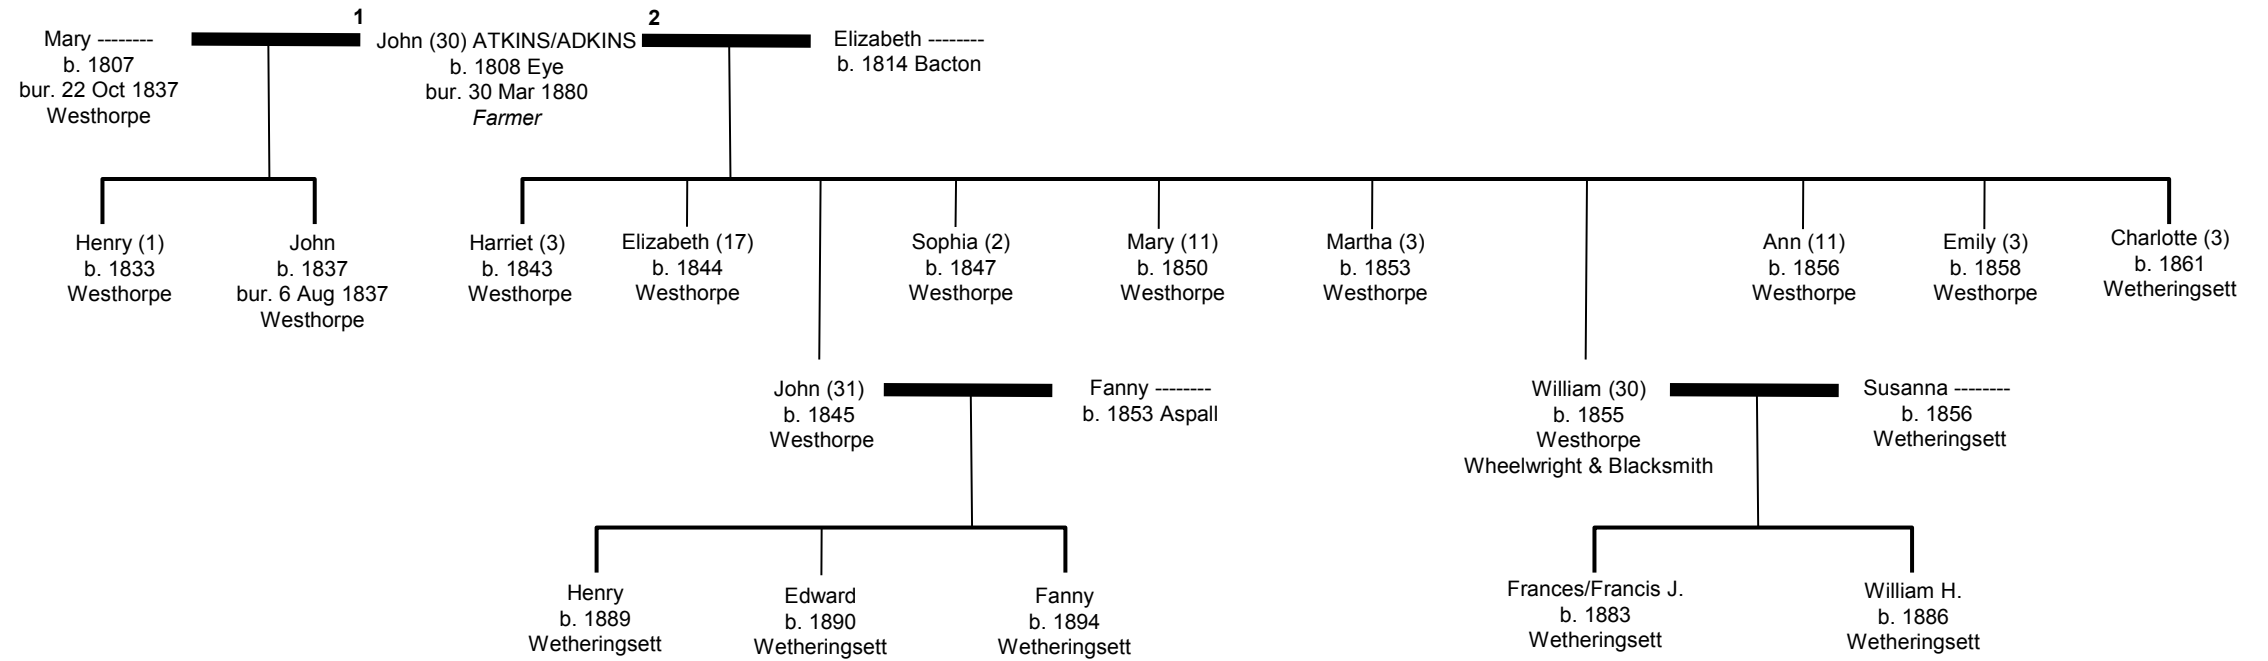 1
2
Mary --------
b. 1807
bur. 22 Oct 1837
Westhorpe
John (30) ATKINS/ADKINS
b. 1808 Eye
bur. 30 Mar 1880
Farmer
Elizabeth --------
b. 1814 Bacton
Henry (1)
b. 1833
Westhorpe
John
b. 1837
bur. 6 Aug 1837
Westhorpe
Harriet (3)
b. 1843
Westhorpe
Elizabeth (17)
b. 1844
Westhorpe
Sophia (2)
b. 1847
Westhorpe
Mary (11)
b. 1850
Westhorpe
Martha (3)
b. 1853
Westhorpe
Ann (11)
b. 1856
Westhorpe
Emily (3)
b. 1858
Westhorpe
Charlotte (3)
b. 1861
Wetheringsett
John (31)
b. 1845
Westhorpe
Fanny --------
b. 1853 Aspall
William (30)
b. 1855
Westhorpe
Wheelwright & Blacksmith
Susanna --------
b. 1856
Wetheringsett
Henry
b. 1889
Wetheringsett
Edward
b. 1890
Wetheringsett
Fanny
b. 1894
Wetheringsett
Frances/Francis J.
b. 1883
Wetheringsett
William H.
b. 1886
Wetheringsett